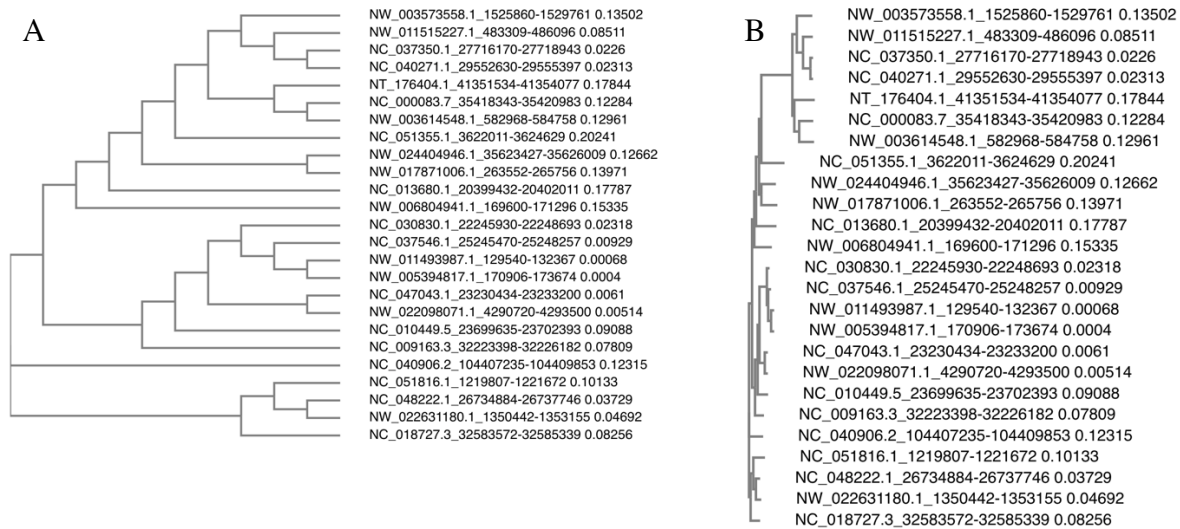 A
NW_003573558.1_1525860-1529761 0.13502
NW_011515227.1_483309-486096 0.08511
NC_037350.1_27716170-27718943 0.0226
NC_040271.1_29552630-29555397 0.02313
NT_176404.1_41351534-41354077 0.17844
NC_000083.7_35418343-35420983 0.12284
NW_003614548.1_582968-584758 0.12961
NC_051355.1_3622011-3624629 0.20241
NW_024404946.1_35623427-35626009 0.12662
NW_017871006.1_263552-265756 0.13971
NC_013680.1_20399432-20402011 0.17787
NW_006804941.1_169600-171296 0.15335
NC_030830.1_22245930-22248693 0.02318
NC_037546.1_25245470-25248257 0.00929
NW_011493987.1_129540-132367 0.00068
NW_005394817.1_170906-173674 0.0004
NC_047043.1_23230434-23233200 0.0061
NW_022098071.1_4290720-4293500 0.00514
NC_010449.5_23699635-23702393 0.09088
NC_009163.3_32223398-32226182 0.07809
NC_040906.2_104407235-104409853 0.12315
NC_051816.1_1219807-1221672 0.10133
NC_048222.1_26734884-26737746 0.03729
NW_022631180.1_1350442-1353155 0.04692
NC_018727.3_32583572-32585339 0.08256
B
NW_003573558.1_1525860-1529761 0.13502
NW_011515227.1_483309-486096 0.08511
NC_037350.1_27716170-27718943 0.0226
NC_040271.1_29552630-29555397 0.02313
NT_176404.1_41351534-41354077 0.17844
NC_000083.7_35418343-35420983 0.12284
NW_003614548.1_582968-584758 0.12961
NC_051355.1_3622011-3624629 0.20241
NW_024404946.1_35623427-35626009 0.12662
NW_017871006.1_263552-265756 0.13971
NC_013680.1_20399432-20402011 0.17787
NW_006804941.1_169600-171296 0.15335
NC_030830.1_22245930-22248693 0.02318
NC_037546.1_25245470-25248257 0.00929
NW_011493987.1_129540-132367 0.00068
NW_005394817.1_170906-173674 0.0004
NC_047043.1_23230434-23233200 0.0061
NW_022098071.1_4290720-4293500 0.00514
NC_010449.5_23699635-23702393 0.09088
NC_009163.3_32223398-32226182 0.07809
NC_040906.2_104407235-104409853 0.12315
NC_051816.1_1219807-1221672 0.10133
NC_048222.1_26734884-26737746 0.03729
NW_022631180.1_1350442-1353155 0.04692
NC_018727.3_32583572-32585339 0.08256